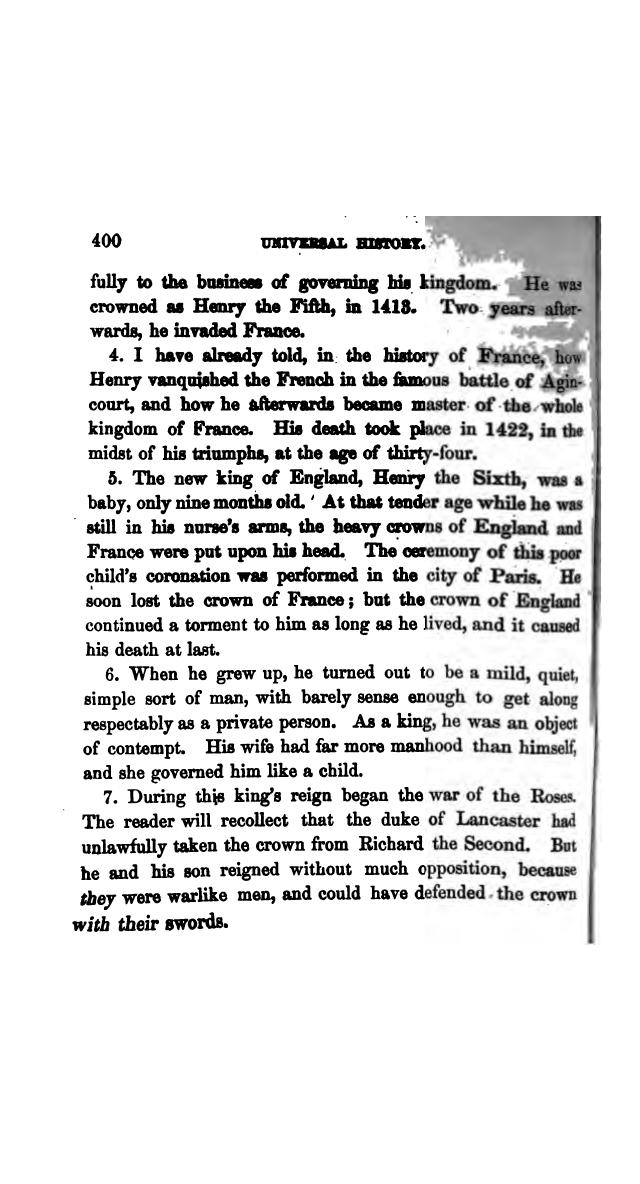 400 UNIVERSAL HISTORY.
fully to the business of governing his kingdom. He was
crowned as Henry the Fifth, in 1413. Two years after-
wards, he invaded France.
4. I have already told, in the history of France, how
Henry vanquished the French in the famous battle of Agin-
court, and how he afterwards became master of the whole
kingdom of France. His death took place in 1422, in the
midst of his triumphs, at the age of thirty-four.
5. The new king of England, Henry the Sixth, was a
baby, only nine months old. At that tender age while he was
still in his nurse's arms, the heavy crowns of England and
France were put upon his head. The ceremony of this poor
child's coronation was performed in the city of Paris. He
soon lost the crown of France; but the crown of England
continued a torment to him as long as he lived, and it caused
his death at last.
6. When he grew up, he turned out to be a mild, quiet,
simple sort of man, with barely sense enough to get along
respectably as a private person. As a king, he was an object
of contempt. His wife had far more manhood than himself,
and she governed him like a child.
7. During this king's reign began the war of the Roses.
The reader will recollect that the duke of Lancaster had
unlawfully taken the crown from Richard the Second. But
he and his son reigned without much opposition, because
they were warlike men, and could have defended the crown
with their swords.